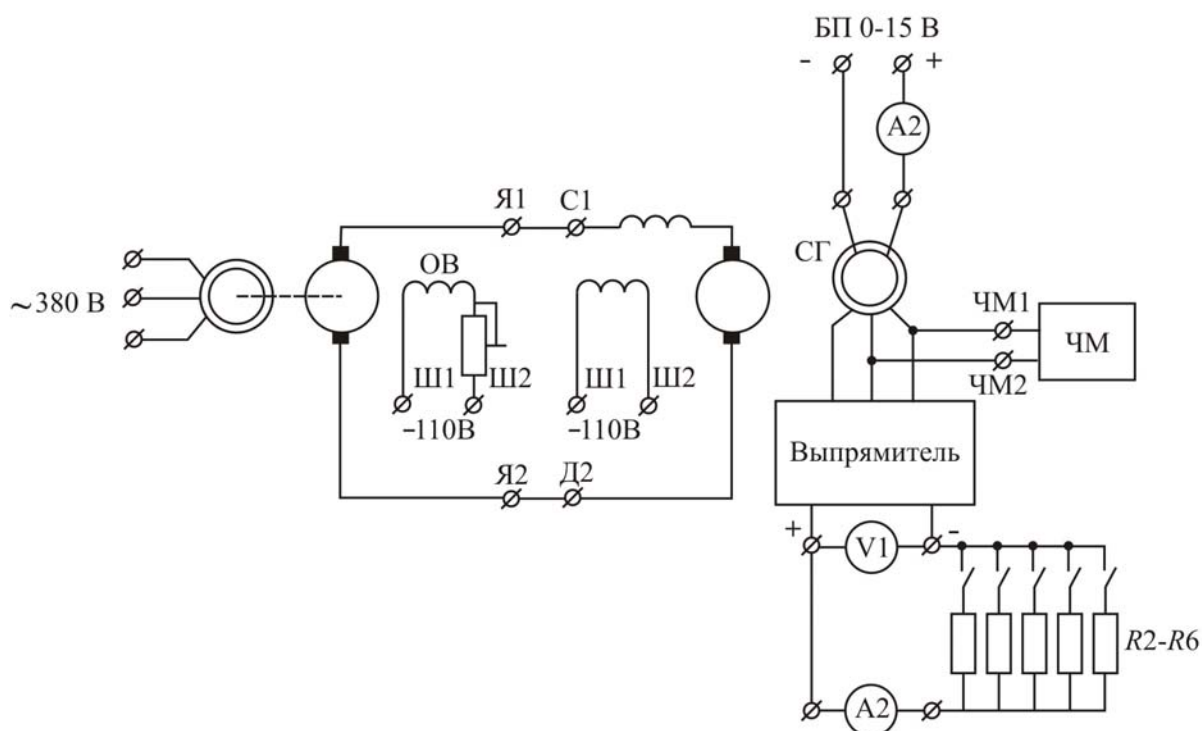 БП 0-15 В
- +
А2
Я1 С1
СГ
ОВ
~380 В
ЧМ1
ЧМ
ЧМ2
Ш1 Ш2 Ш1 Ш2
-110В -110В
Выпрямитель
Я2 Д2
+ -
V1
R2-R6
А2